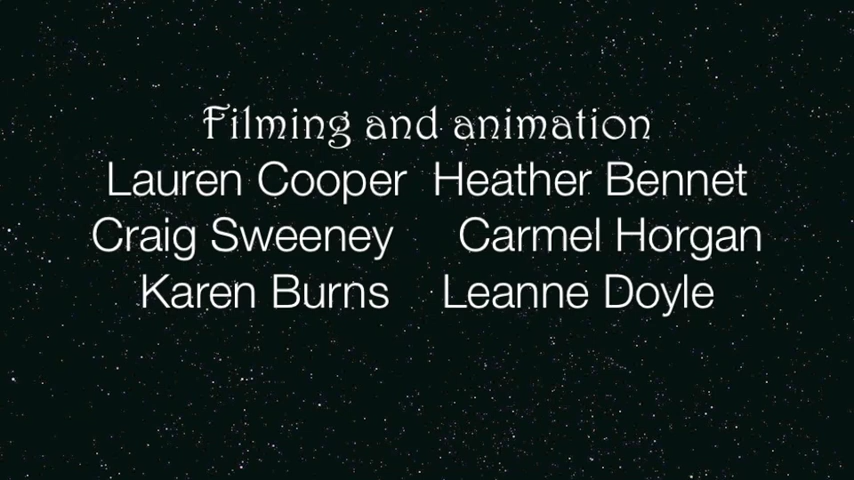 Filming and animation
Lauren Cooper Heather Bennet
Craig Sweeney Carmel Horgan
Karen Burns Leanne Doyle